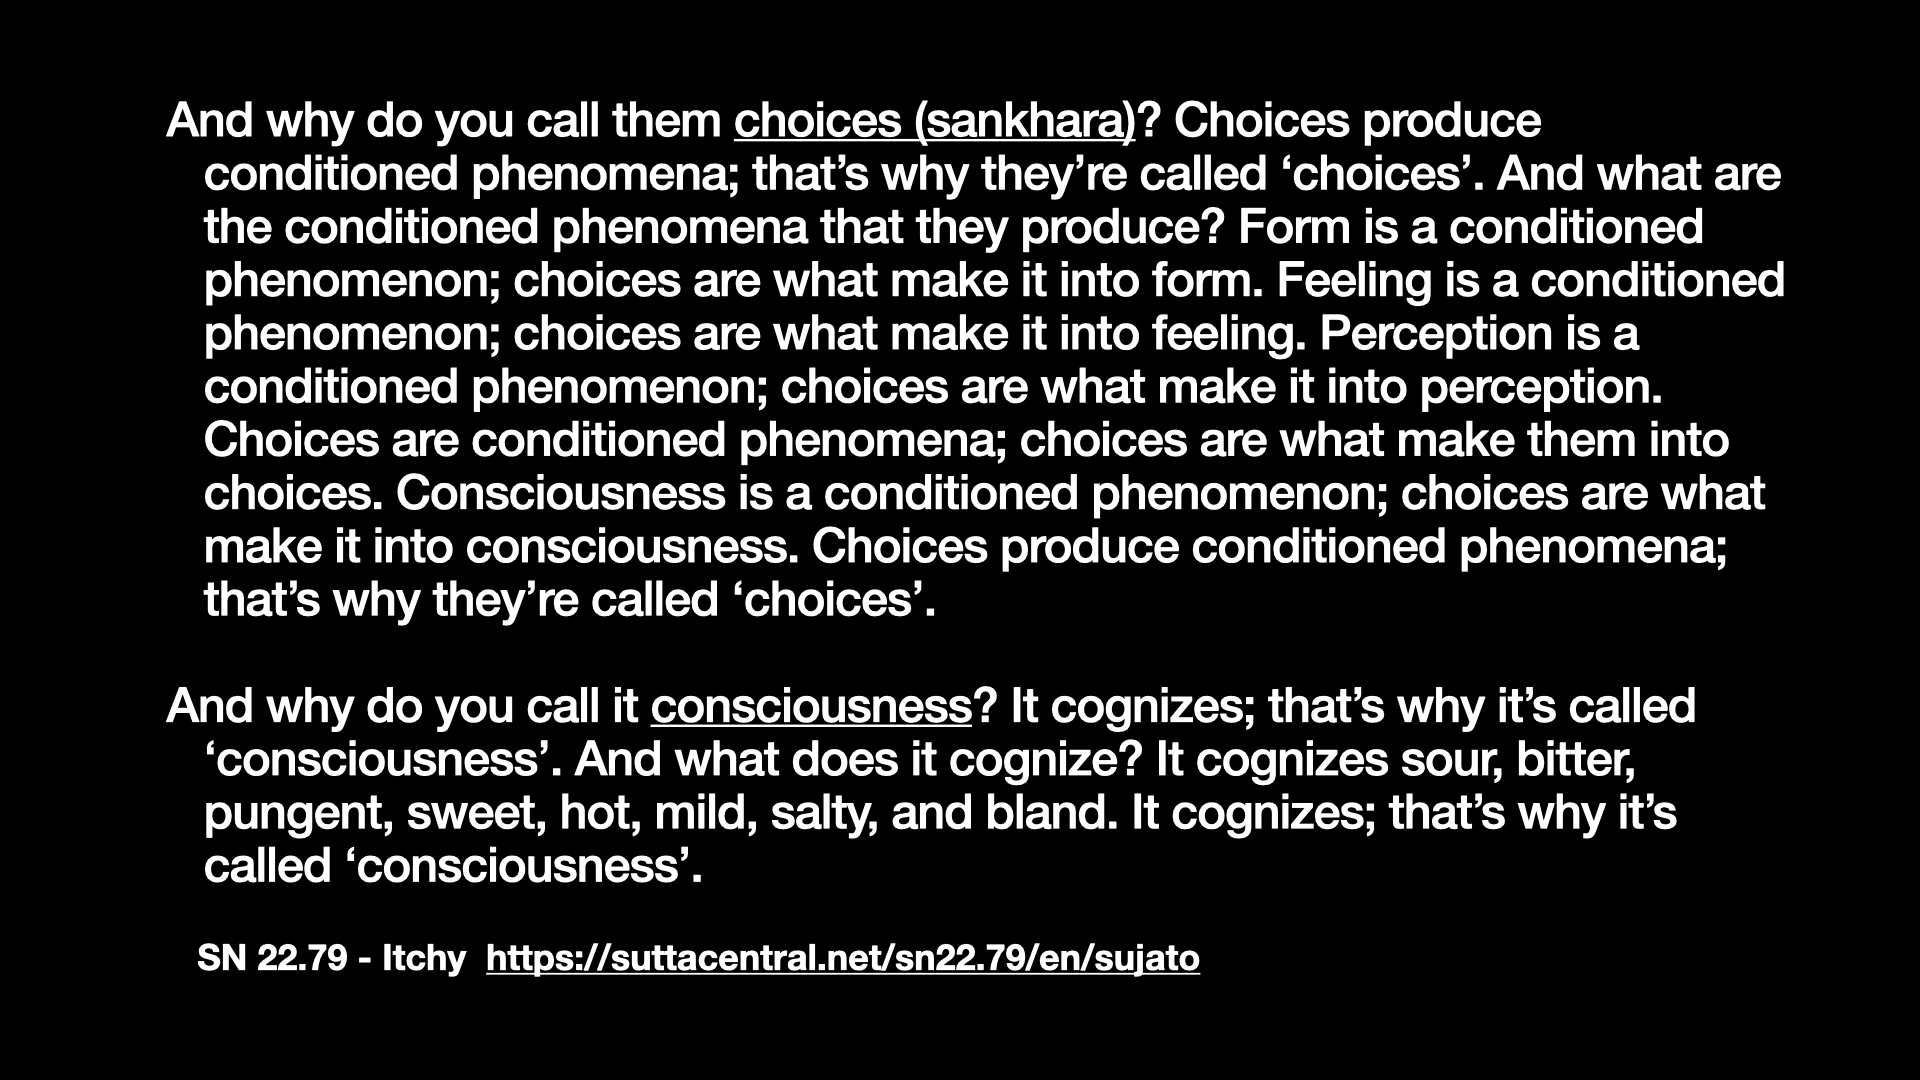 And why do you call them choices (sankhara)? Choices produce
conditioned phenomena; that’s why they’re called ‘choices’. And what are
the conditioned phenomena that they produce? Form is a conditioned
phenomenon; choices are what make it into form. Feeling is a conditioned
phenomenon; choices are what make it into feeling. Perception is a
conditioned phenomenon; choices are what make it into perception.
Choices are conditioned phenomena; choices are what make them into
choices. Consciousness is a conditioned phenomenon; choices are what
make it into consciousness. Choices produce conditioned phenomena;
that’s why they’re called ‘choices’.
And why do you call it consciousness? It cognizes; that’s why it’s called
‘consciousness’. And what does it cognize? It cognizes sour, bitter,
pungent, sweet, hot, mild, salty, and bland. It cognizes; that’s why it’s
called ‘consciousness’.
SN 22.79 - Itchy https://suttacentral.net/sn22.79/en/sujato